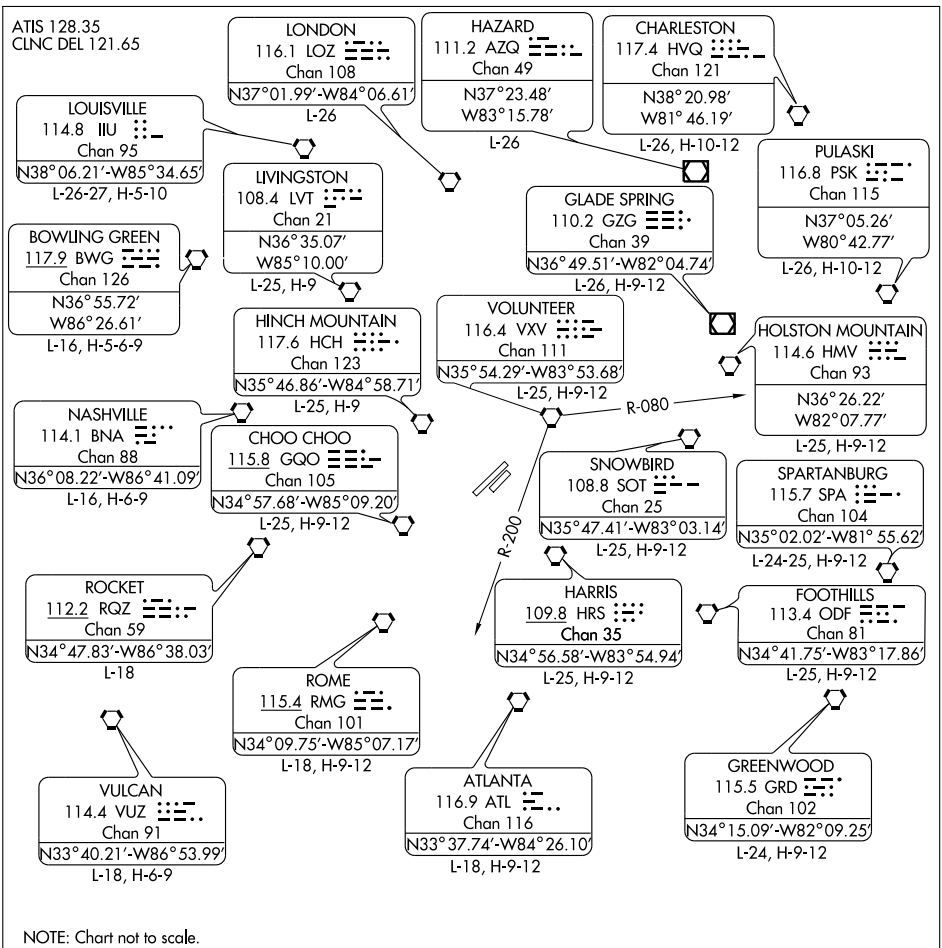 ATIS 128.35
CLNC DEL 121.65
LONDON
116.1 LOZ
Chan 108
N37°01.99′-W84°06.61′
L-26
HAZARD
111.2 AZQ
Chan 49
N37°23.48′
W83°15.78′
L-26
CHARLESTON
117.4 HVQ
Chan 121
N38°20.98′
W81°46.19′
L-26, H-10-12
LOUISVILLE
114.8 IIU
Chan 95
N38°06.21′-W85°34.65′
L-26-27, H-5-10
LIVINGSTON
108.4 LVT
Chan 21
N36°35.07′
W85°10.00′
L-25, H-9
GLADE SPRING
110.2 GZG
Chan 39
N36°49.51′-W82°04.74′
L-26, H-9-12
PULASKI
116.8 PSK
Chan 115
N37°05.26′
W80°42.77′
L-26, H-10-12
BOWLING GREEN
117.9 BWG
Chan 126
N36°55.72′
W86°26.61′
L-16, H-5-6-9
HINCH MOUNTAIN
117.6 HCH
Chan 123
N35°46.86′-W84°58.71′
L-25, H-9
VOLUNTEER
116.4 VXV
Chan 111
N35°54.29′-W83°53.68′
L-25, H-9-12
HOLSTON MOUNTAIN
114.6 HMV
Chan 93
N36°26.22′
W82°07.77′
L-25, H-9-12
R-080
R-200
NASHVILLE
114.1 BNA
Chan 88
N36°08.22′-W86°41.09′
L-16, H-6-9
CHOO CHOO
115.8 GQO
Chan 105
N34°57.68′-W85°09.20′
L-25, H-9-12
SNOWBIRD
108.8 SOT
Chan 25
N35°47.41′-W83°03.14′
L-25, H-9-12
SPARTANBURG
115.7 SPA
Chan 104
N35°02.02′-W81°55.62′
L-24-25, H-9-12
ROCKET
112.2 RQZ
Chan 59
N34°47.83′-W86°38.03′
L-18
HARRIS
109.8 HRS
Chan 35
N34°56.58′-W83°54.94′
L-25, H-9-12
FOOTHILLS
113.4 ODF
Chan 81
N34°41.75′-W83°17.86′
L-25, H-9-12
ROME
115.4 RMG
Chan 101
N34°09.75′-W85°07.17′
L-18, H-9-12
VULCAN
114.4 VUZ
Chan 91
N33°40.21′-W86°53.99′
L-18, H-6-9
ATLANTA
116.9 ATL
Chan 116
N33°37.74′-W84°26.10′
L-18, H-9-12
GREENWOOD
115.5 GRD
Chan 102
N34°15.09′-W82°09.25′
L-24, H-9-12
NOTE: Chart not to scale.